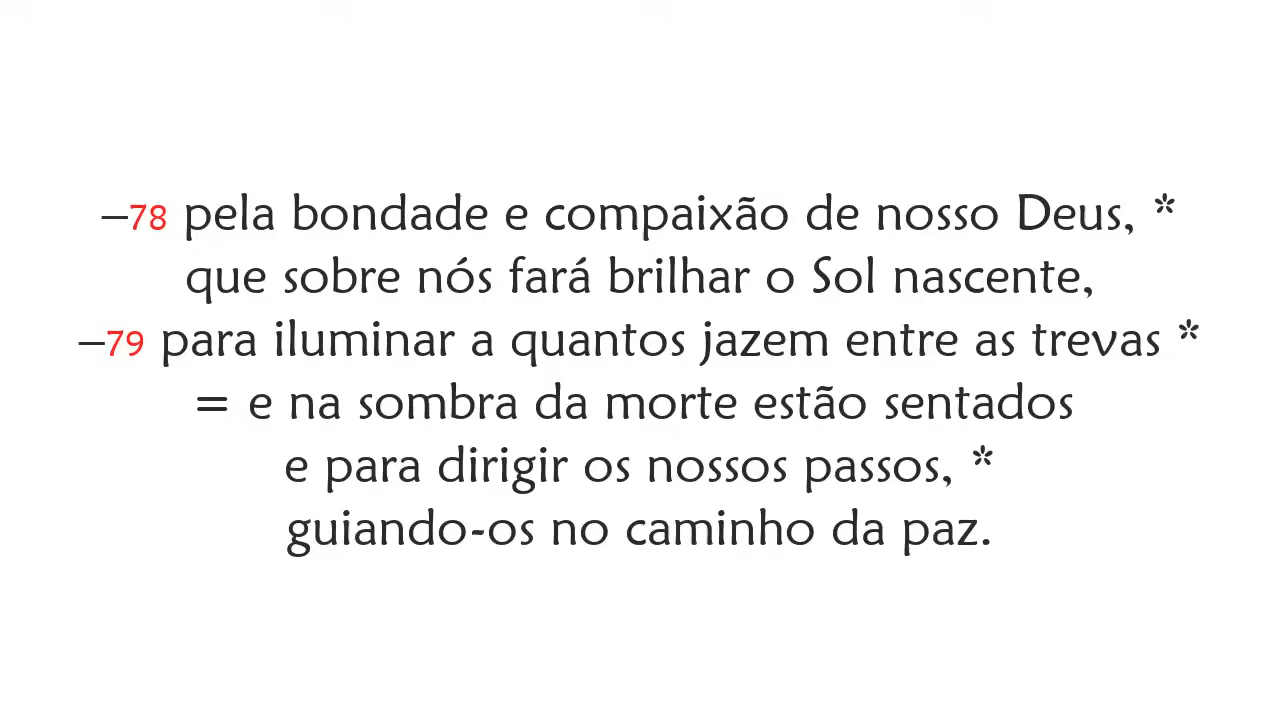 –78 pela bondade e compaixão de nosso Deus, *
que sobre nós fará brilhar o Sol nascente,
–79 para iluminar a quantos jazem entre as trevas *
= e na sombra da morte estão sentados
e para dirigir os nossos passos, *
guiando-os no caminho da paz.